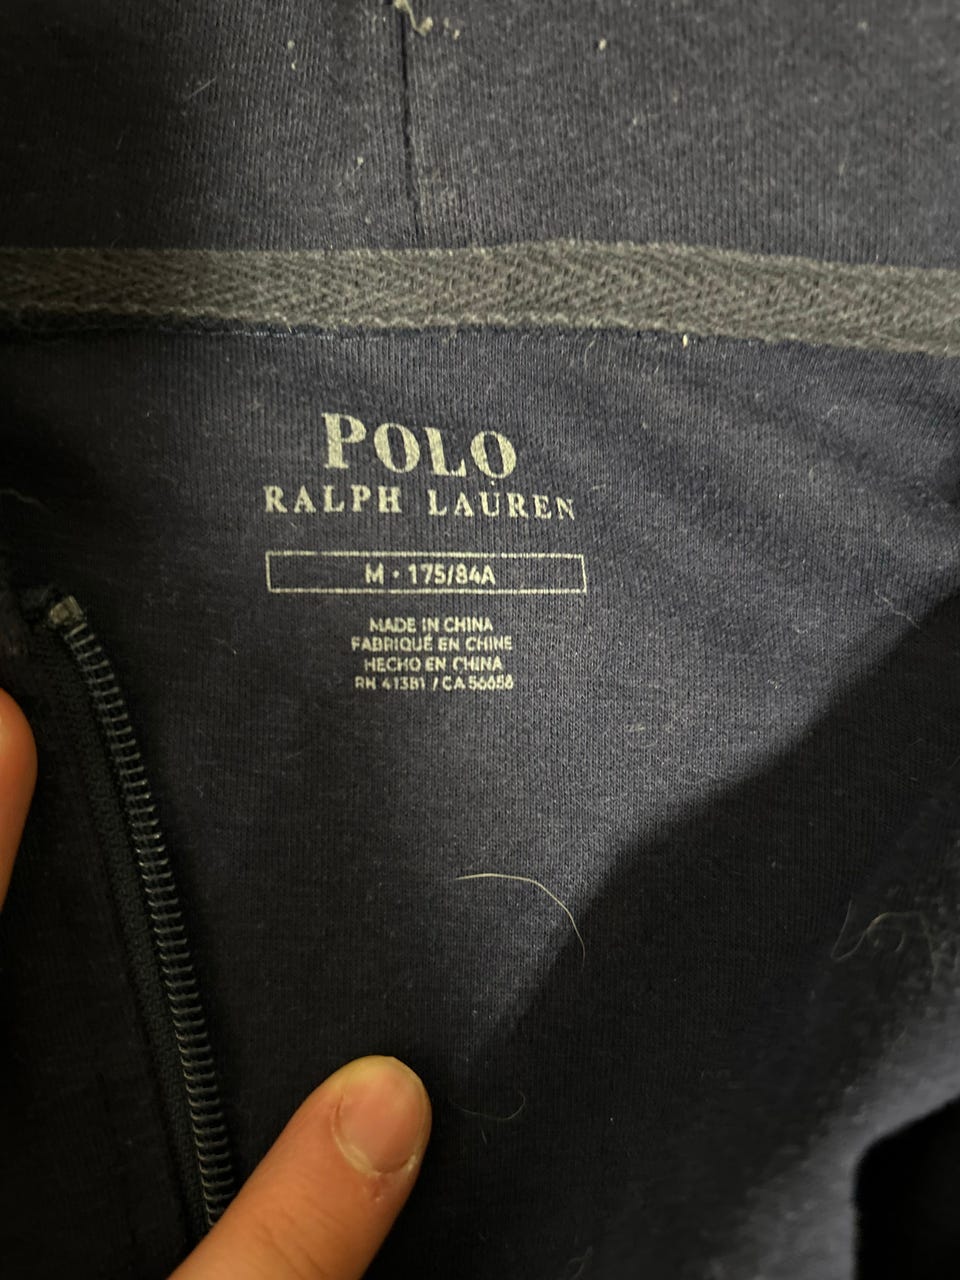 POLO
RALPH LAUREN
M • 175/84A
MADE IN CHINA
FABRIQUÉ EN CHINE
HECHO EN CHINA
RN 41381 / CA 56658